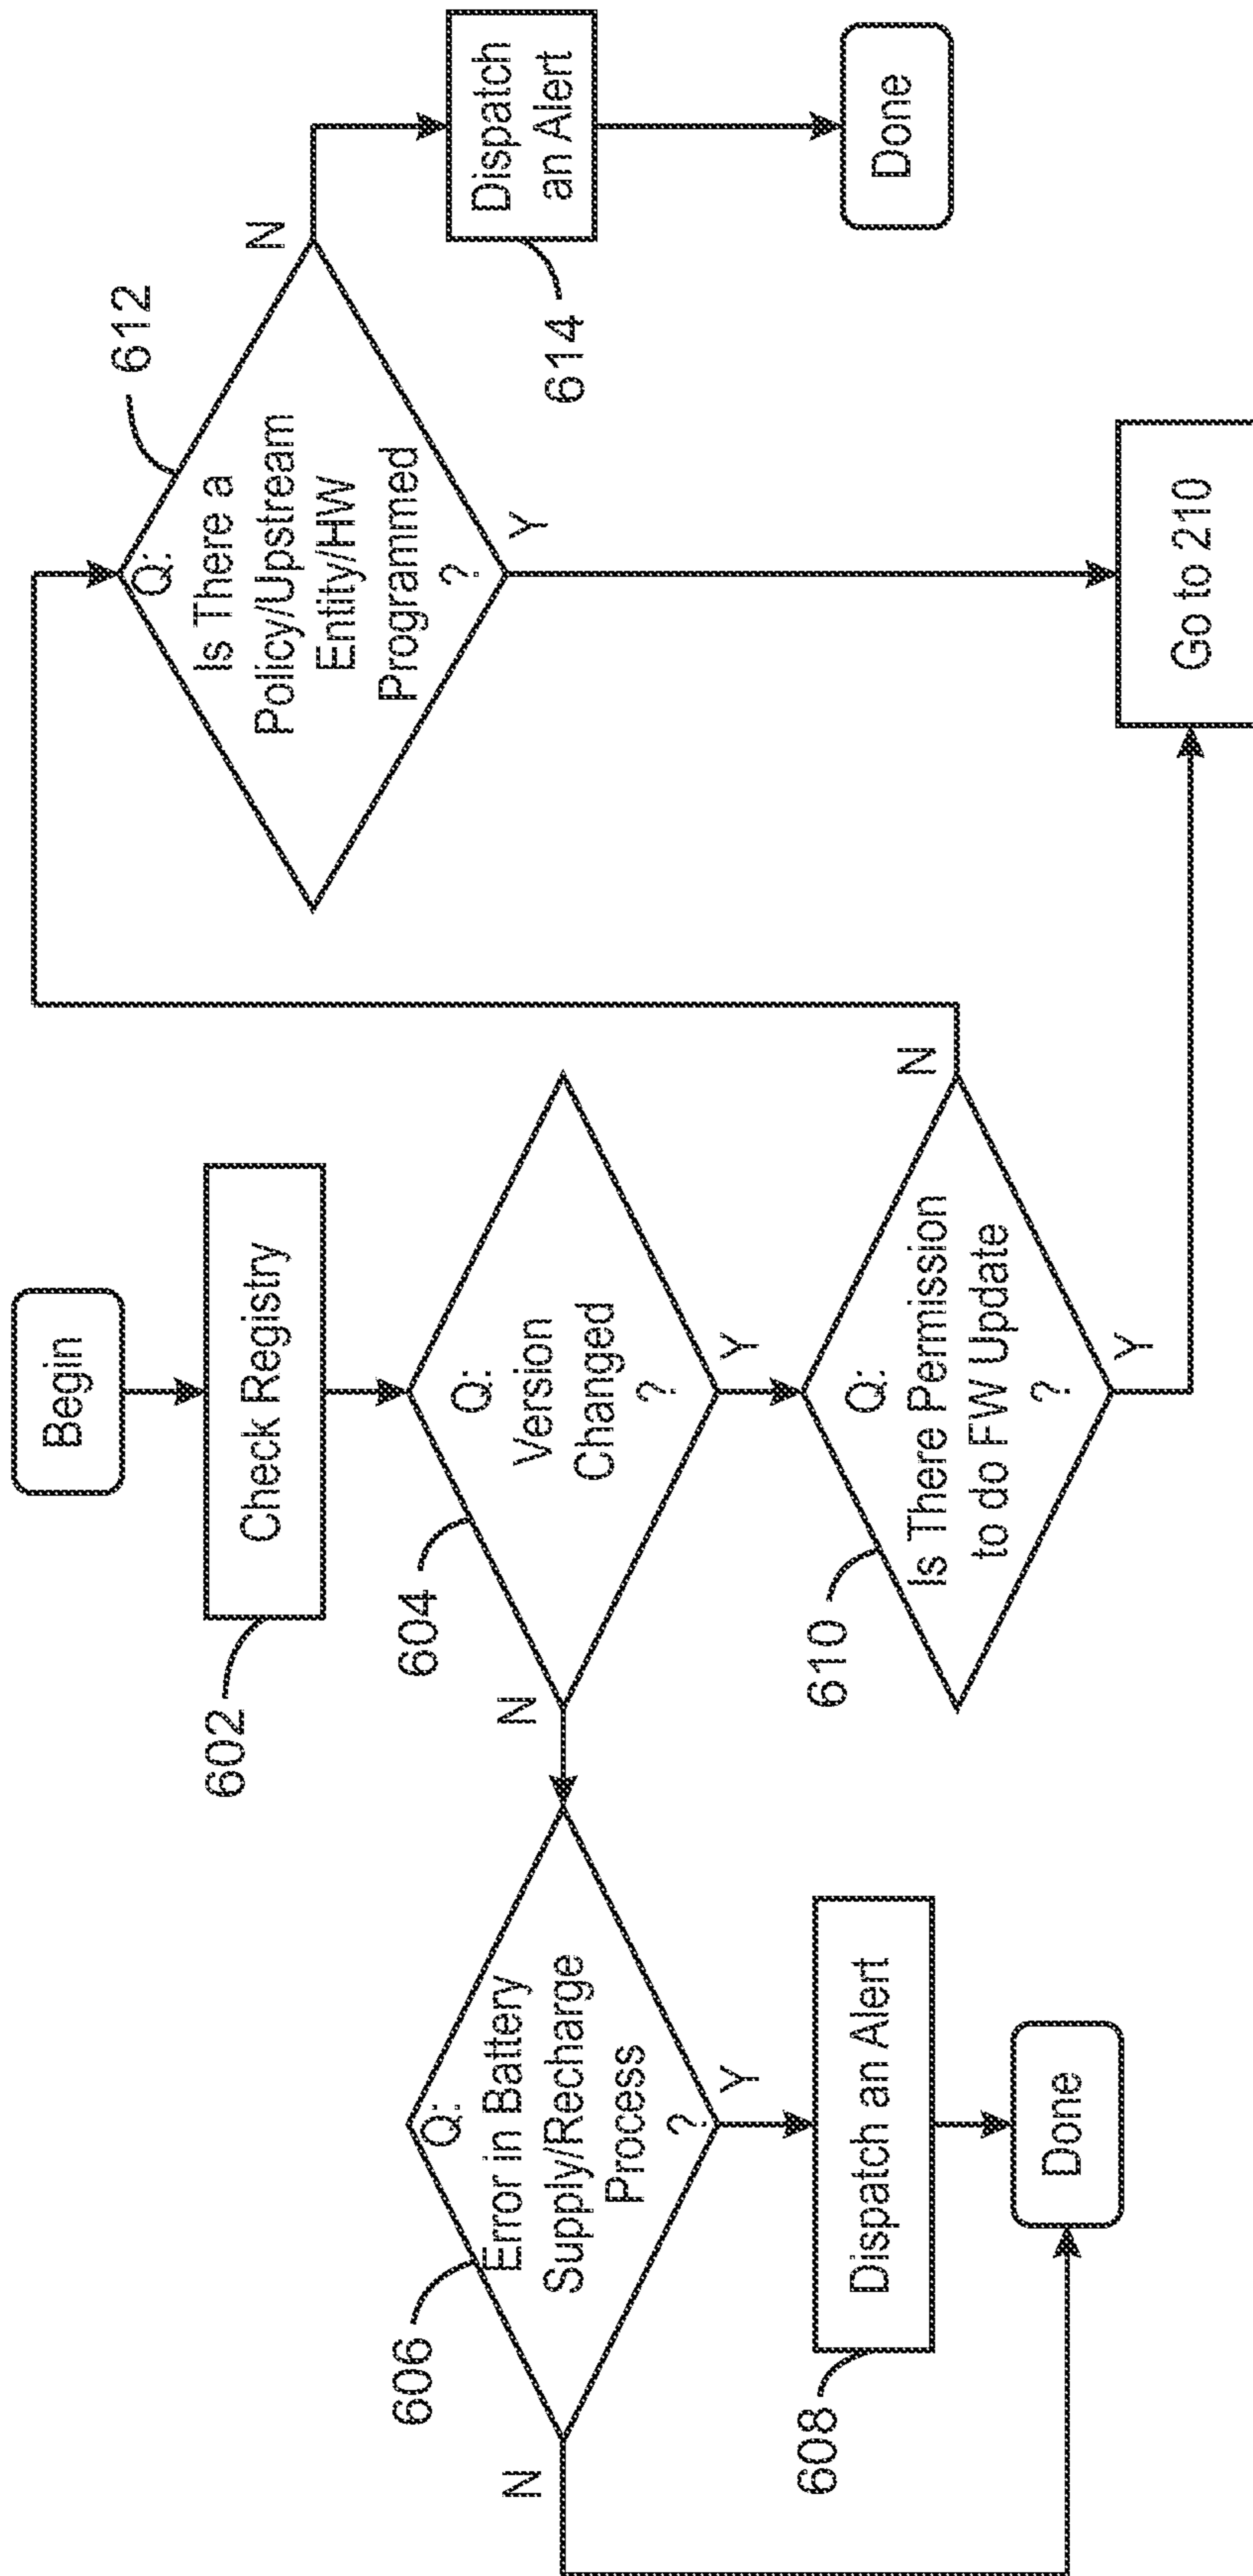 Begin
Check Registry
602
Q:
Version
Changed
?
604
N
Y
Q:
Error in Battery
Supply/Recharge
Process
?
606
N
Y
Dispatch an Alert
608
Done
Q:
Is There Permission
to do FW Update
?
610
N
Y
Q:
Is There a
Policy/Upstream
Entity/HW
Programmed
?
612
N
Y
Dispatch
an Alert
614
Done
Go to 210